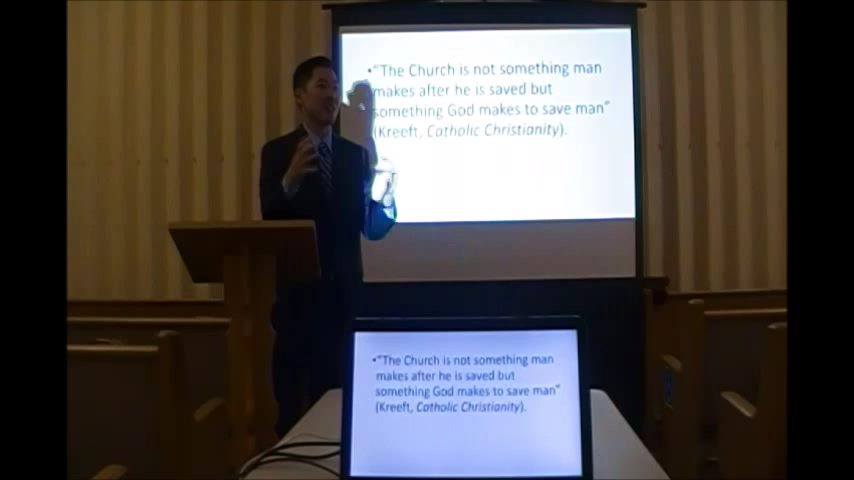 •"The Church is not something man
makes after he is saved but
something God makes to save man"
(Kreeft, Catholic Christianity).
•"The Church is not something man
makes after he is saved but
something God makes to save man"
(Kreeft, Catholic Christianity).